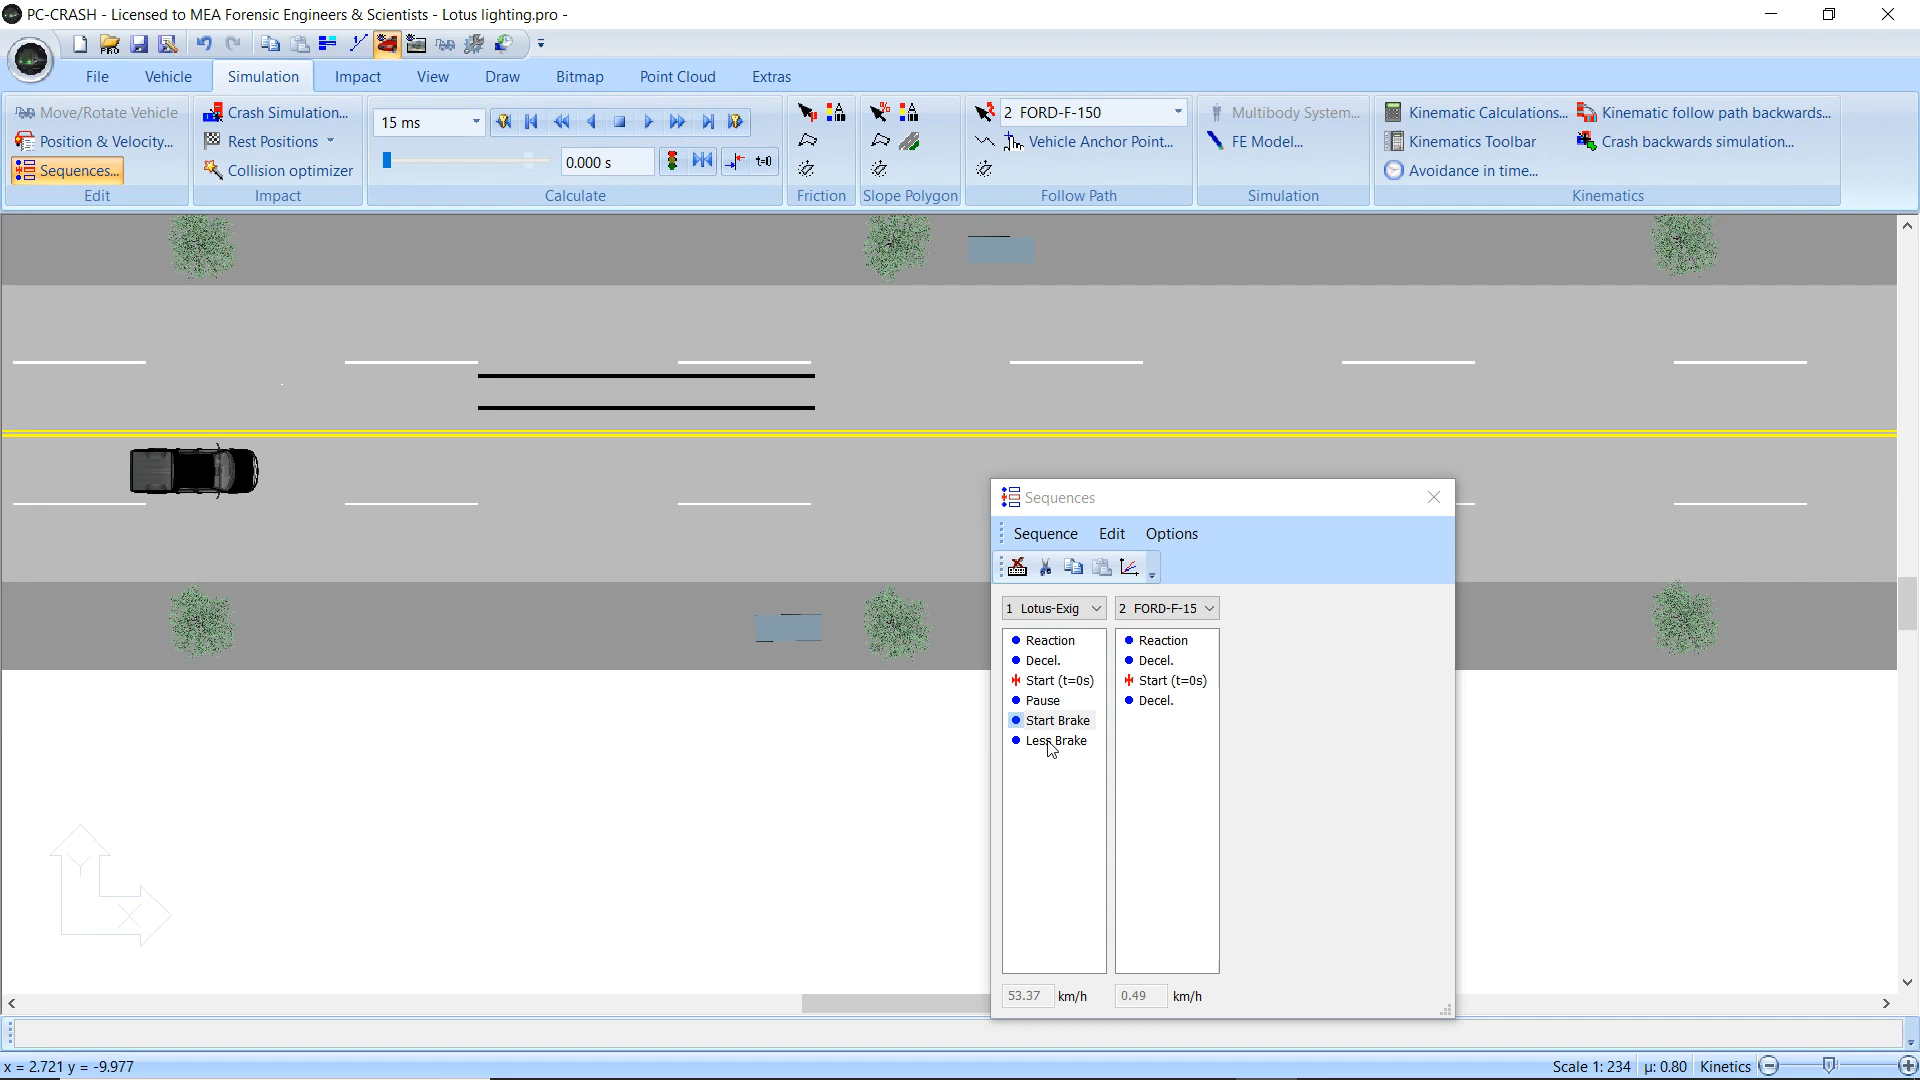 PC-CRASH - Licensed to MEA Forensic Engineers & Scientists - Lotus lighting.pro -
PRO
File Vehicle Simulation Impact View Draw Bitmap Point Cloud Extras
Move/Rotate Vehicle
Position & Velocity...
Sequences...
Edit
Crash Simulation...
Rest Positions
Collision optimizer
Impact
15 ms
0.000 s
t=0
Calculate
Friction
Slope Polygon
2 FORD-F-150
Vehicle Anchor Point...
Follow Path
Multibody System...
FE Model...
Simulation
Kinematic Calculations...
Kinematics Toolbar
Avoidance in time...
Kinematic follow path backwards...
Crash backwards simulation...
Kinematics
Y
X
Sequences
Sequence Edit Options
1 Lotus-Exig
2 FORD-F-15
Reaction
Decel.
Start (t=0s)
Pause
Start Brake
Less Brake
Reaction
Decel.
Start (t=0s)
Decel.
53.37 km/h
0.49 km/h
x = 2.721 y = -9.977
Scale 1: 234
µ: 0.80
Kinetics